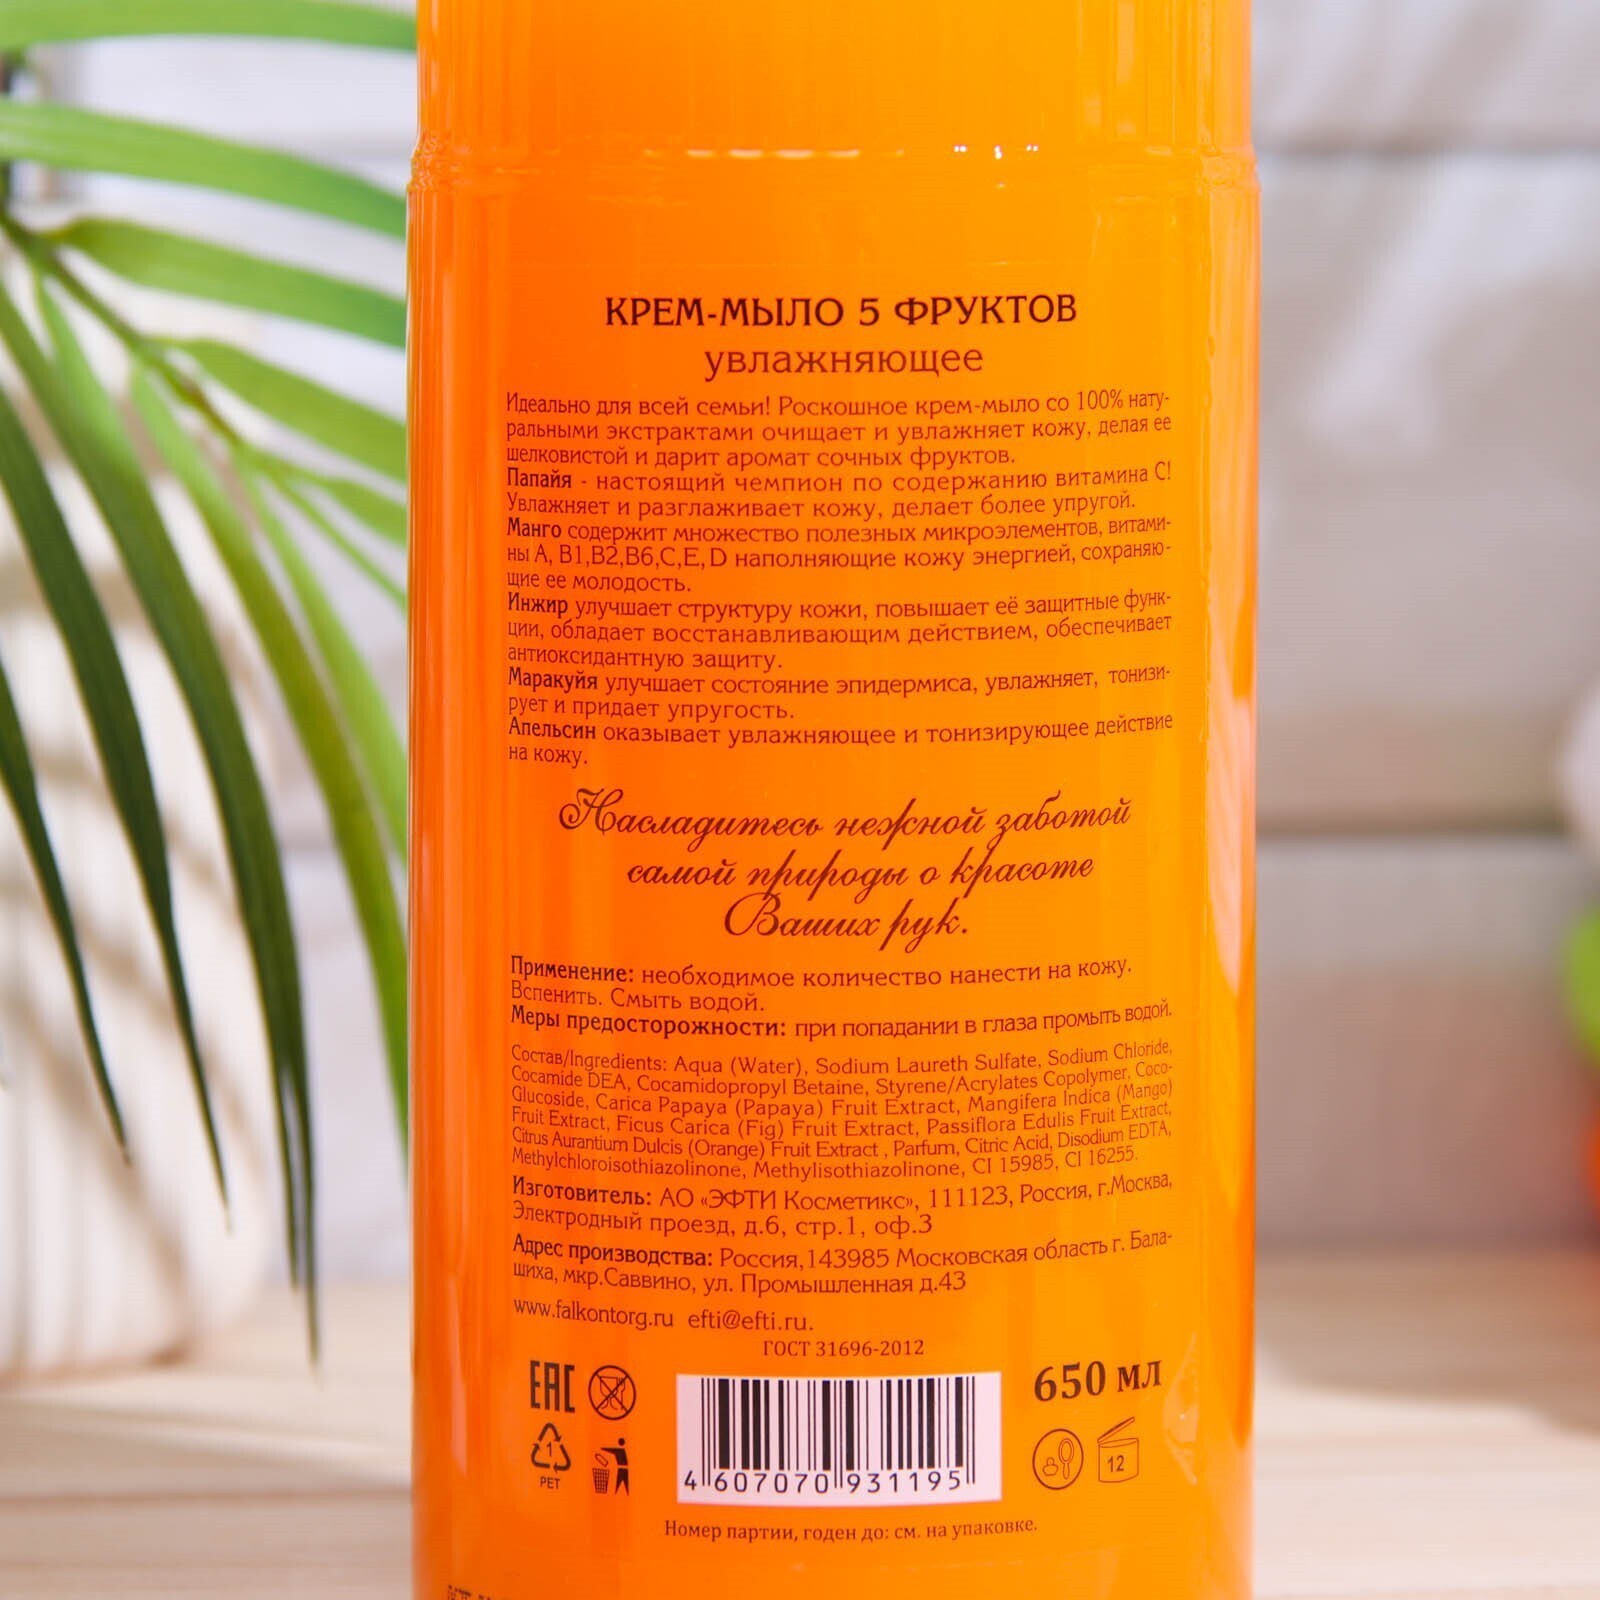 КРЕМ-МЫЛО 5 ФРУКТОВ
увлажняющее
Идеально для всей семьи! Роскошное крем-мыло со 100% нату-
ральными экстрактами очищает и увлажняет кожу, делая ее
шелковистой и дарит аромат сочных фруктов.
Папайя - настоящий чемпион по содержанию витамина С!
Увлажняет и разглаживает кожу, делает более упругой.
Манго содержит множество полезных микроэлементов, витами-
ны А, В1,В2,В6,С,Е,D наполняющие кожу энергией, сохраняю-
щие ее молодость.
Инжир улучшает структуру кожи, повышает её защитные функ-
ции, обладает восстанавливающим действием, обеспечивает
антиоксидантную защиту.
Маракуйя улучшает состояние эпидермиса, увлажняет, тонизи-
рует и придает упругость.
Апельсин оказывает увлажняющее и тонизирующее действие
на кожу.
Насладитесь нежной заботой
самой природы о красоте
Ваших рук.
Применение: необходимое количество нанести на кожу.
Вспенить. Смыть водой.
Меры предосторожности: при попадании в глаза промыть водой.
Состав/Ingredients: Aqua (Water), Sodium Laureth Sulfate, Sodium Chloride,
Cocamide DEA, Cocamidopropyl Betaine, Styrene/Acrylates Copolymer, Coco-
Glucoside, Carica Papaya (Papaya) Fruit Extract, Mangifera Indica (Mango)
Fruit Extract, Ficus Carica (Fig) Fruit Extract, Passiflora Edulis Fruit Extract,
Citrus Aurantium Dulcis (Orange) Fruit Extract , Parfum, Citric Acid, Disodium EDTA,
Methylchloroisothiazolinone, Methylisothiazolinone, CI 15985, CI 16255.
Изготовитель: АО «ЭФТИ Косметикс», 111123, Россия, г.Москва,
Электродный проезд, д.6, стр.1, оф.3
Адрес производства: Россия,143985 Московская область г. Бала-
шиха, мкр.Саввино, ул. Промышленная д.43
www.falkontorg.ru efti@efti.ru.
ГОСТ 31696-2012
EAC
650 мл
1
PET
12
4 607070 931195
Номер партии, годен до: см. на упаковке.